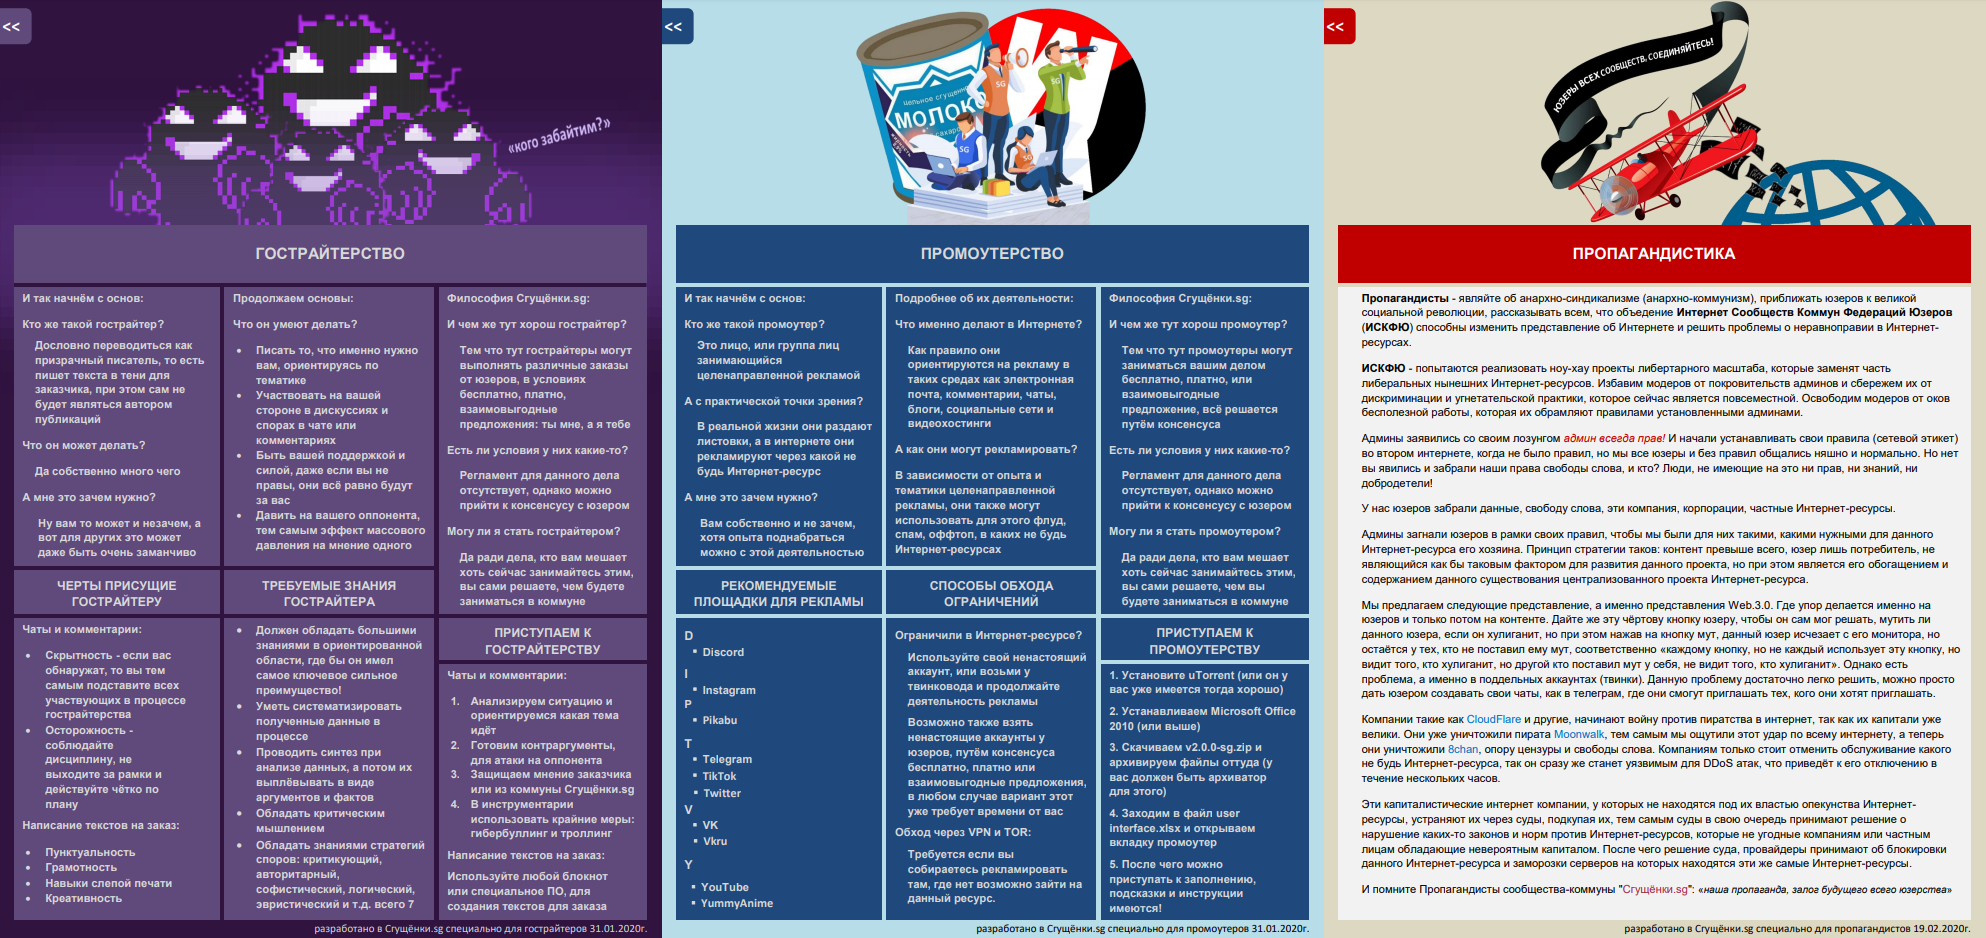 <<
«кого забайтим?»
ГОСТРАЙТЕРСТВО
И так начнём с основ:
Кто же такой гострайтер?
Дословно переводиться как
призрачный писатель, то есть
пишет текста в тени для
заказчика, при этом сам не
будет являться автором
публикаций
Что он может делать?
Да собственно много чего
А мне это зачем нужно?
Ну вам то может и незачем, а
вот для других это может
даже быть очень заманчиво
Продолжаем основы:
Что он умеют делать?
• Писать то, что именно нужно
вам, ориентируясь по
тематике
• Участвовать на вашей
стороне в дискуссиях и
спорах в чате или
комментариях
• Быть вашей поддержкой и
силой, даже если вы не
правы, они всё равно будут
за вас
• Давить на вашего оппонента,
тем самым эффект массового
давления на мнение одного
Философия Сгущёнки.sg:
И чем же тут хорош гострайтер?
Тем что тут гострайтеры могут
выполнять различные заказы
от юзеров, в условиях
бесплатно, платно,
взаимовыгодные
предложения: ты мне, а я тебе
Есть ли условия у них какие-то?
Регламент для данного дела
отсутствует, однако можно
прийти к консенсусу с юзером
Могу ли я стать гострайтером?
Да ради дела, кто вам мешает
хоть сейчас занимайтесь этим,
вы сами решаете, чем будете
заниматься в коммуне
ЧЕРТЫ ПРИСУЩИЕ
ГОСТРАЙТЕРУ
Чаты и комментарии:
• Скрытность - если вас
обнаружат, то вы тем
самым подставите всех
участвующих в процессе
гострайтерства
• Осторожность -
соблюдайте
дисциплину, не
выходите за рамки и
действуйте чётко по
плану
Написание текстов на заказ:
• Пунктуальность
• Грамотность
• Навыки слепой печати
• Креативность
ТРЕБУЕМЫЕ ЗНАНИЯ
ГОСТРАЙТЕРА
• Должен обладать большими
знаниями в ориентированной
области, где бы он имел
самое ключевое сильное
преимущество!
• Уметь систематизировать
полученные данные в
процессе
• Проводить синтез при
анализе данных, а потом их
выплёвывать в виде
аргументов и фактов
• Обладать критическим
мышлением
• Обладать знаниями стратегий
споров: критикующий,
авторитарный,
софистический, логический,
эвристический и т.д. всего 7
ПРИСТУПАЕМ К
ГОСТРАЙТЕРСТВУ
Чаты и комментарии:
1. Анализируем ситуацию и
ориентируемся какая тема
идёт
2. Готовим контраргументы,
для атаки на оппонента
3. Защищаем мнение заказчика
или из коммуны Сгущёнки.sg
4. В инструментарии
использовать крайние меры:
гибербуллинг и троллинг
Написание текстов на заказ:
Используте любой блокнот
или специальное ПО, для
создания текстов для заказа
разработано в Сгущёнки.sg специально для гострайтеров 31.01.2020г.
<<
цельное сгущенное
МОЛОКО
SG
SG
SG
SG
ПРОМОУТЕРСТВО
И так начнём с основ:
Кто же такой промоутер?
Это лицо, или группа лиц
занимающийся
целенаправленной рекламой
А с практической точки зрения?
В реальной жизни они раздают
листовки, а в интернете они
рекламируют через какой не
будь Интернет-ресурс
А мне это зачем нужно?
Вам собственно и не зачем,
хотя опыта поднабраться
можно с этой деятельностью
Подробнее об их деятельности:
Что именно делают в Интернете?
Как правило они
ориентируются на рекламу в
таких средах как электронная
почта, комментарии, чаты,
блоги, социальные сети и
видеохостинги
А как они могут рекламировать?
В зависимости от опыта и
тематики целенаправленной
рекламы, они также могут
использовать для этого флуд,
спам, оффтоп, в каких не будь
Интернет-ресурсах
Философия Сгущёнки.sg:
И чем же тут хорош промоутер?
Тем что тут промоутеры могут
заниматься вашим делом
бесплатно, платно, или
взаимовыгодные
предложение, всё решается
путём консенсуса
Есть ли условия у них какие-то?
Регламент для данного дела
отсутствует, однако можно
прийти к консенсусу с юзером
Могу ли я стать промоутером?
Да ради дела, кто вам мешает
хоть сейчас занимайтесь этим,
вы сами решаете, чем вы
будете заниматься в коммуне
РЕКОМЕНДУЕМЫЕ
ПЛОЩАДКИ ДЛЯ РЕКЛАМЫ
D
▪ Discord
I
▪ Instagram
P
▪ Pikabu
T
▪ Telegram
▪ TikTok
▪ Twitter
V
▪ VK
▪ Vkru
Y
▪ YouTube
▪ YummyAnime
СПОСОБЫ ОБХОДА
ОГРАНИЧЕНИЙ
Ограничили в Интернет-ресурсе?
Используйте свой ненастоящий
аккаунт, или возьми у
твинковода и продолжайте
деятельность рекламы
Возможно также взять
ненастоящие аккаунты у
юзеров, путём консенсуса
бесплатно, платно или
взаимовыгодные предложения,
в любом случае вариант этот
уже требует времени от вас
Обход через VPN и TOR:
Требуется если вы
собираетесь рекламировать
там, где нет возможно зайти на
данный ресурс.
ПРИСТУПАЕМ К
ПРОМОУТЕРСТВУ
1. Установите uTorrent (или он у
вас уже имеется тогда хорошо)
2. Устанавливаем Microsoft Office
2010 (или выше)
3. Скачиваем v2.0.0-sg.zip и
архивируем файлы оттуда (у
вас должен быть архиватор
для этого)
4. Заходим в файл user
interface.xlsx и открываем
вкладку промоутер
5. После чего можно
приступать к заполнению,
подсказки и инструкции
имеются!
разработано в Сгущёнки.sg специально для промоутеров 31.01.2020г.
<<
ЮЗЕРЫ ВСЕХ СООБЩЕСТВ, СОЕДИНЯЙТЕСЬ!
ПРОПАГАНДИСТИКА
Пропагандисты - являйте об анархо-синдикализме (анархо-коммунизм), приближать юзеров к великой
социальной революции, рассказывать всем, что объедение Интернет Сообществ Коммун Федераций Юзеров
(ИСКФЮ) способны изменить представление об Интернете и решить проблемы о неравноправии в Интернет-
ресурсах.
ИСКФЮ - попытаются реализовать ноу-хау проекты либертарного масштаба, которые заменят часть
либеральных нынешних Интернет-ресурсов. Избавим модеров от покровительств админов и сбережем их от
дискриминации и угнетательской практики, которое сейчас является повсеместной. Освободим модеров от оков
бесполезной работы, которая их обрамляют правилами установленными админами.
Админы заявились со своим лозунгом админ всегда прав! И начали устанавливать свои правила (сетевой этикет)
во втором интернете, когда не было правил, но мы все юзеры и без правил общались няшно и нормально. Но нет
вы явились и забрали наши права свободы слова, и кто? Люди, не имеющие на это ни прав, ни знаний, ни
добродетели!
У нас юзеров забрали данные, свободу слова, эти компания, корпорации, частные Интернет-ресурсы.
Админы загнали юзеров в рамки своих правил, чтобы мы были для них такими, какими нужными для данного
Интернет-ресурса его хозяина. Принцип стратегии таков: контент превыше всего, юзер лишь потребитель, не
являющийся как бы таковым фактором для развития данного проекта, но при этом является его обогащением и
содержанием данного существования централизованного проекта Интернет-ресурса.
Мы предлагаем следующие представление, а именно представления Web.3.0. Где упор делается именно на
юзеров и только потом на контенте. Дайте же эту чёртову кнопку юзеру, чтобы он сам мог решать, мутить ли
данного юзера, если он хулиганит, но при этом нажав на кнопку мут, данный юзер исчезает с его монитора, но
остаётся у тех, кто не поставил ему мут, соответственно «каждому кнопку, но не каждый использует эту кнопку, но
видит того, кто хулиганит, но другой кто поставил мут у себя, не видит того, кто хулиганит». Однако есть
проблема, а именно в поддельных аккаунтах (твинки). Данную проблему достаточно легко решить, можно просто
дать юзером создавать свои чаты, как в телеграм, где они смогут приглашать тех, кого они хотят приглашать.
Компании такие как CloudFlare и другие, начинают войну против пиратства в интернет, так как их капитали уже
велики. Они уже уничтожили пирата Moonwalk, тем самым мы ощутили этот удар по всему интернету, а теперь
они уничтожили 8chan, опору цензуры и свободы слова. Компаниям только стоит отменить обслуживание какого
не будь Интернет-ресурса, так он сразу же станет уязвимым для DDoS атак, что приведёт к его отключению в
течение нескольких часов.
Эти капиталистические интернет компании, у которых не находятся под их властью опекунства Интернет-
ресурсы, устраняют их через суды, подкупая их, тем самым суды в свою очередь принимают решение о
нарушение каких-то законов и норм против Интернет-ресурсов, которые не угодные компаниям или частным
лицам обладающие невероятным капиталом. После чего решение суда, провайдеры принимают об блокировки
данного Интернет-ресурса и заморозки серверов на которых находятся эти же самые Интернет-ресурсы.
И помните Пропагандисты сообщества-коммуны "Сгущёнки.sg": «наша пропаганда, залог будущего всего юзерства»
разработано в Сгущёнки.sg специально для пропагандистов 19.02.2020г.